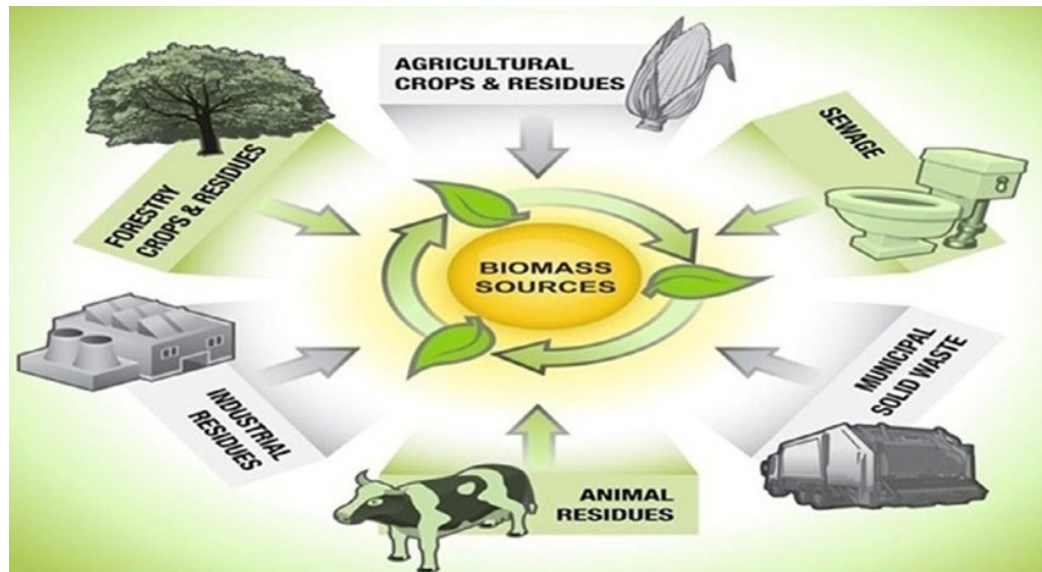 AGRICULTURAL
CROPS & RESIDUES
SEWAGE
FORESTRY
CROPS & RESIDUES
BIOMASS
SOURCES
MUNICIPAL
SOLID WASTE
INDUSTRIAL
RESIDUES
ANIMAL
RESIDUES